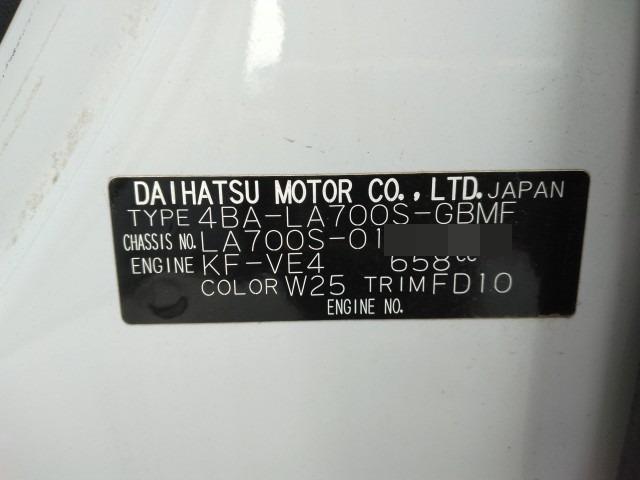 DAIHATSU MOTOR CO., LTD. JAPAN
TYPE 4BA-LA700S-GBMF
CHASSIS NO. LA700S-01
ENGINE KF-VE4 658cc
COLOR W25 TRIM FD10
ENGINE NO.